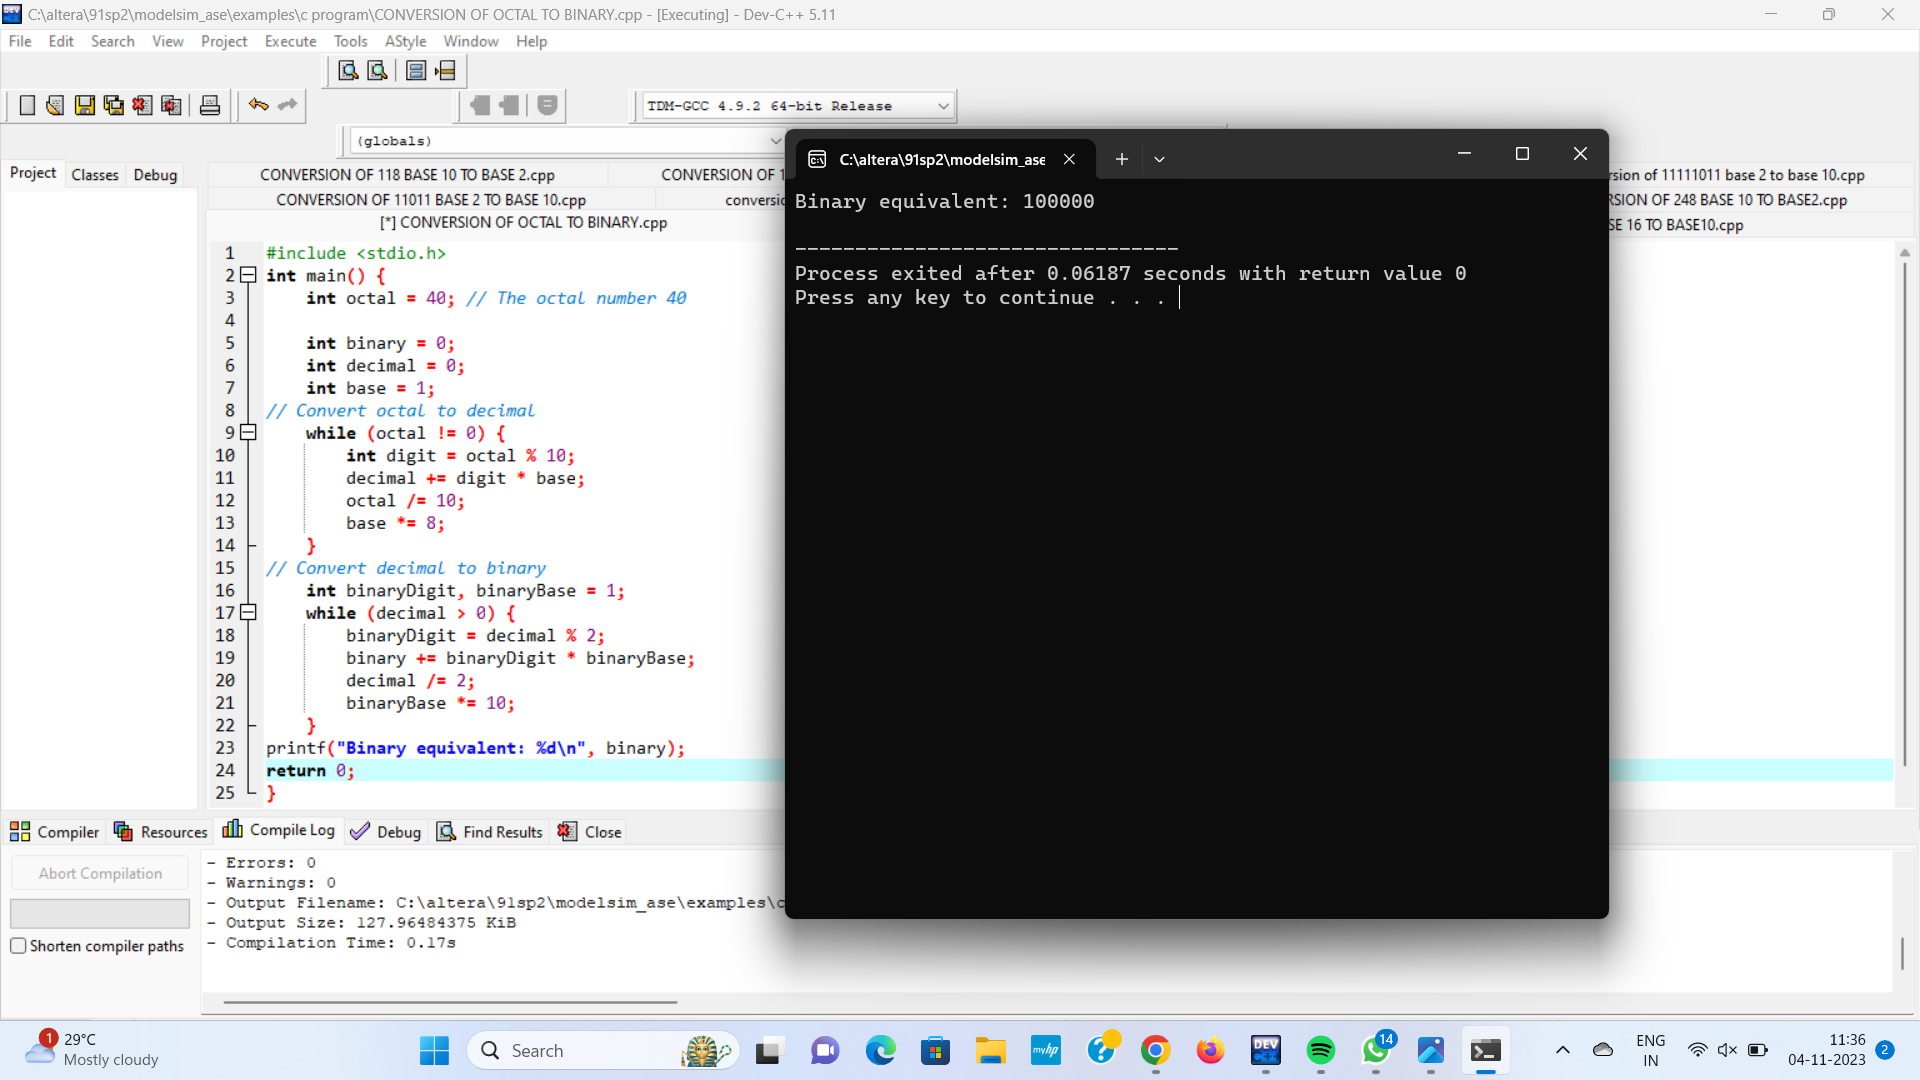 C:\altera\91sp2\modelsim_ase\examples\c program\CONVERSION OF OCTAL TO BINARY.cpp - [Executing] - Dev-C++ 5.11
File Edit Search View Project Execute Tools AStyle Window Help
TDM-GCC 4.9.2 64-bit Release
(globals)
Project Classes Debug
CONVERSION OF 118 BASE 10 TO BASE 2.cpp CONVERSION OF 1 rsion of 11111011 base 2 to base 10.cpp
CONVERSION OF 11011 BASE 2 TO BASE 10.cpp conversio RSION OF 248 BASE 10 TO BASE2.cpp
[*] CONVERSION OF OCTAL TO BINARY.cpp SE 16 TO BASE10.cpp
1 #include <stdio.h>
2 int main() {
3 int octal = 40; // The octal number 40
4
5 int binary = 0;
6 int decimal = 0;
7 int base = 1;
8 // Convert octal to decimal
9 while (octal != 0) {
10 int digit = octal % 10;
11 decimal += digit * base;
12 octal /= 10;
13 base *= 8;
14 }
15 // Convert decimal to binary
16 int binaryDigit, binaryBase = 1;
17 while (decimal > 0) {
18 binaryDigit = decimal % 2;
19 binary += binaryDigit * binaryBase;
20 decimal /= 2;
21 binaryBase *= 10;
22 }
23 printf("Binary equivalent: %d\n", binary);
24 return 0;
25 }
C:\altera\91sp2\modelsim_ase
Binary equivalent: 100000
--------------------------------
Process exited after 0.06187 seconds with return value 0
Press any key to continue . . .
Compiler Resources Compile Log Debug Find Results Close
Abort Compilation
Shorten compiler paths
- Errors: 0
- Warnings: 0
- Output Filename: C:\altera\91sp2\modelsim_ase\examples\c
- Output Size: 127.96484375 KiB
- Compilation Time: 0.17s
1
29°C
Mostly cloudy
Search
myhp
DEV C++
14
ENG
IN
11:36
04-11-2023
2